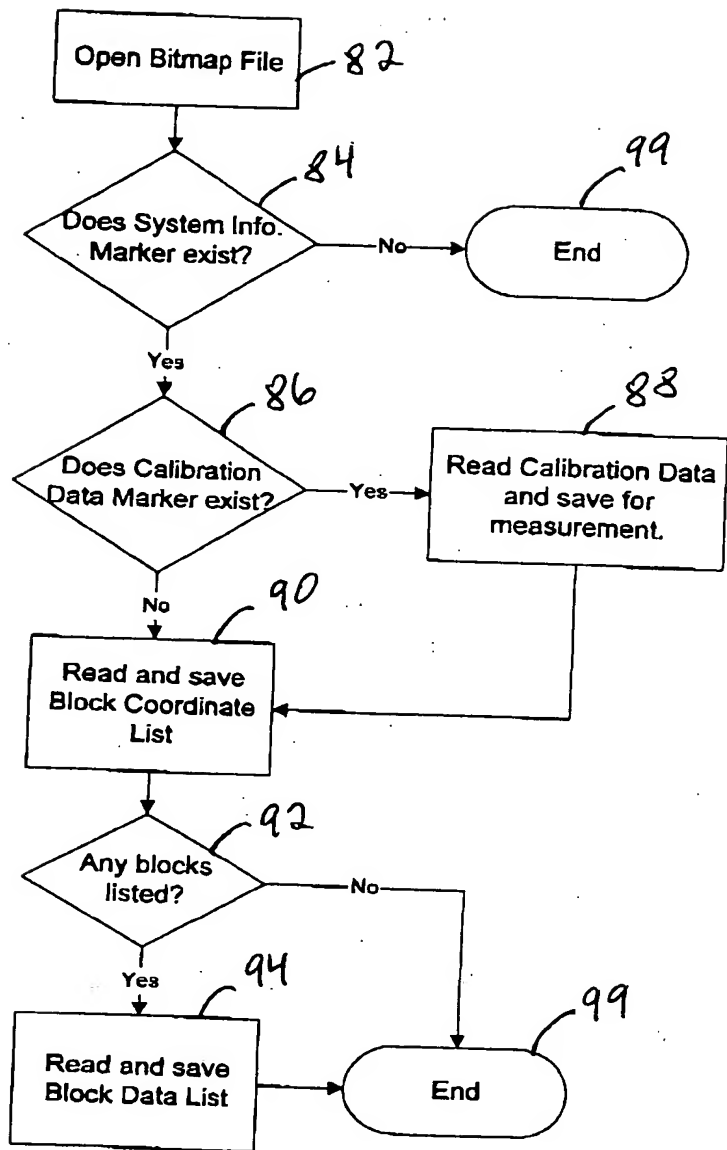 Open Bitmap File
82
84
Does System Info.
Marker exist?
No
99
End
Yes
86
Does Calibration
Data Marker exist?
Yes
88
Read Calibration Data
and save for
measurement.
No
90
Read and save
Block Coordinate
List
92
Any blocks
listed?
No
Yes
94
Read and save
Block Data List
99
End